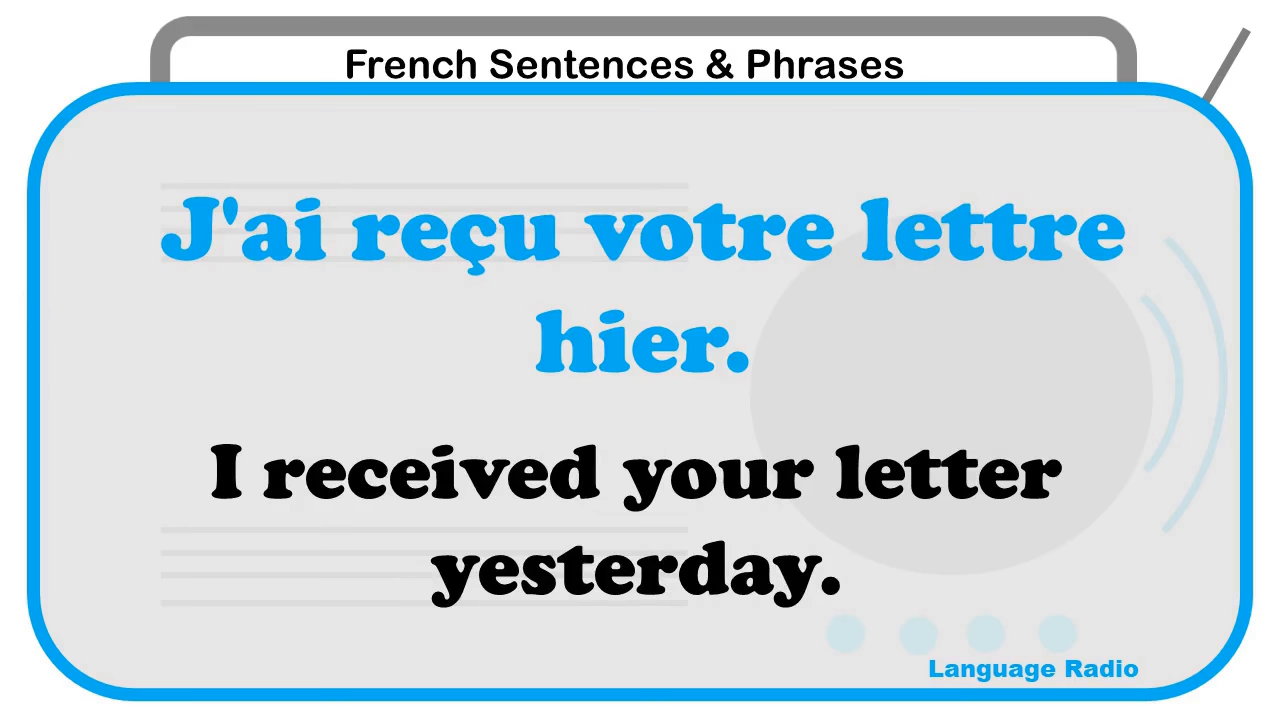 French Sentences & Phrases
J'ai reçu votre lettre
hier.
I received your letter
yesterday.
Language Radio